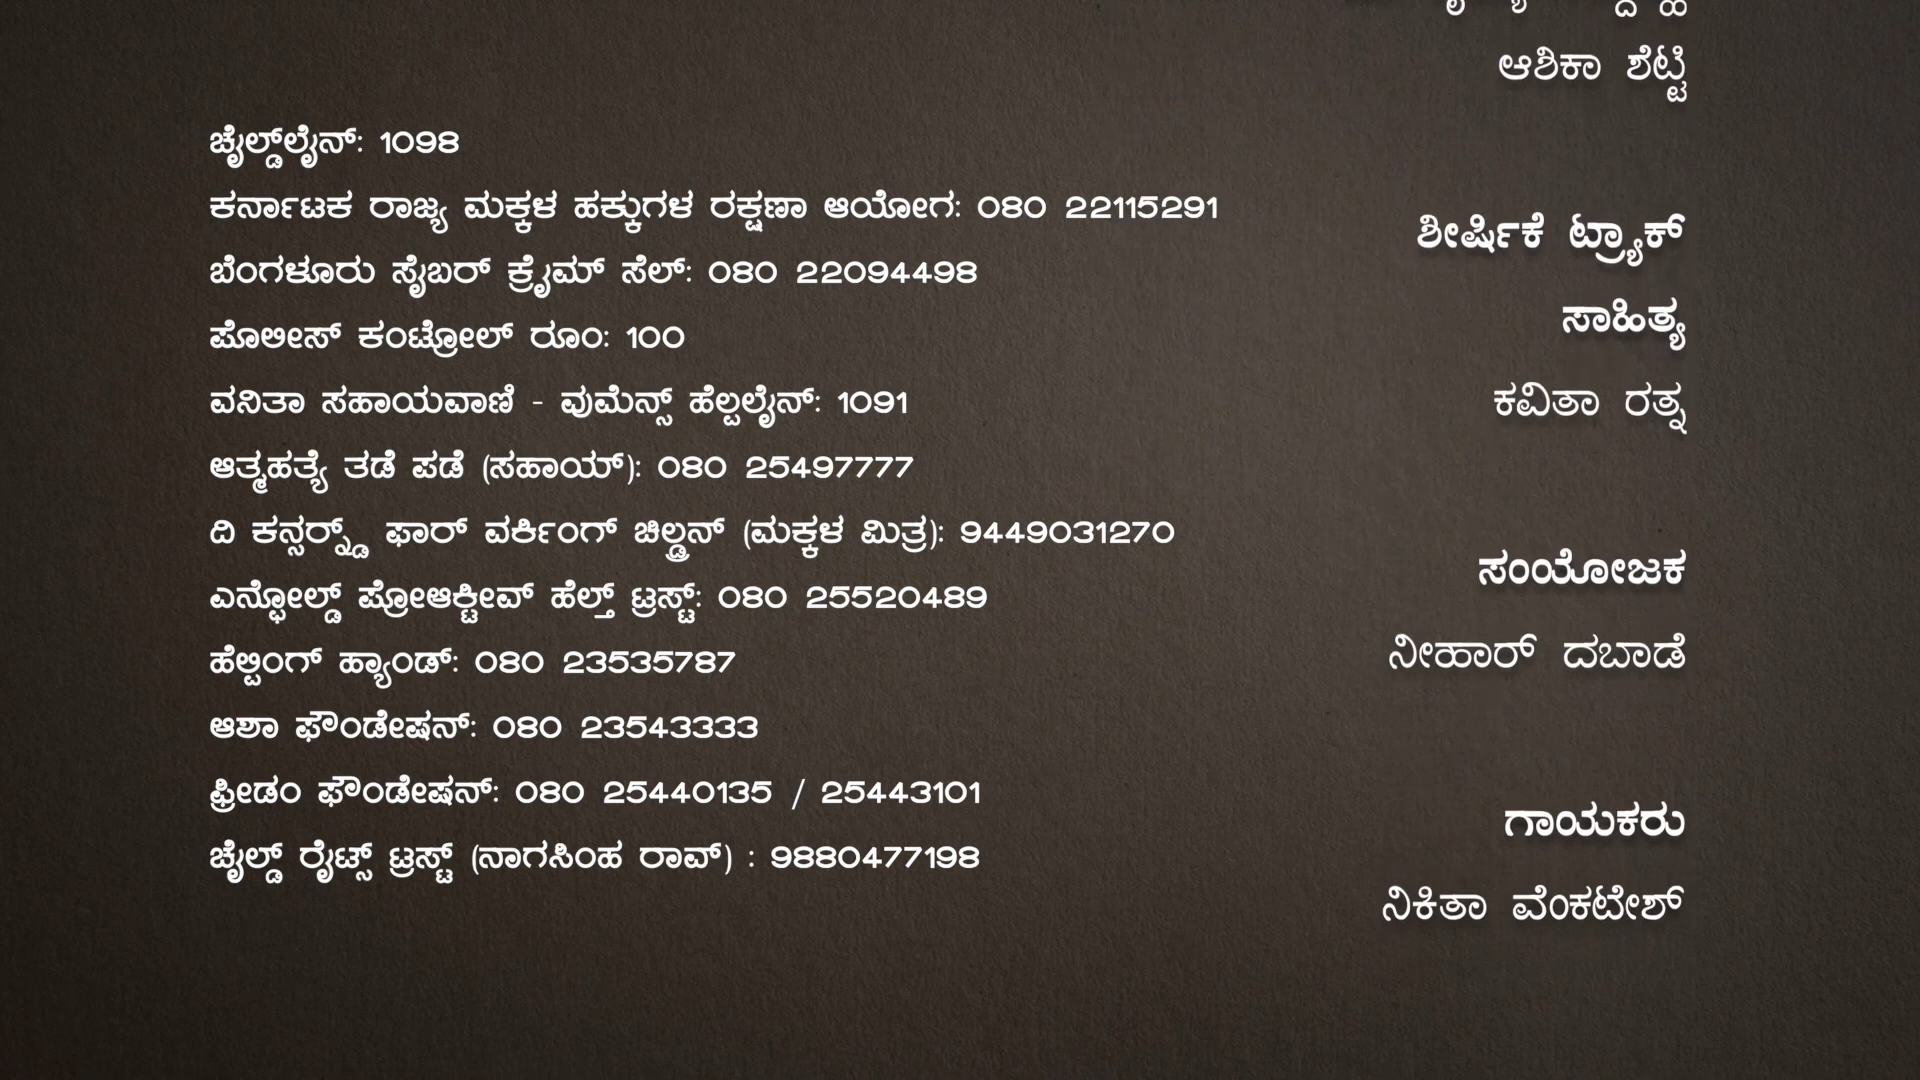 ಚೈಲ್ಡ್‌ಲೈನ್: 1098
ಕರ್ನಾಟಕ ರಾಜ್ಯ ಮಕ್ಕಳ ಹಕ್ಕುಗಳ ರಕ್ಷಣಾ ಆಯೋಗ: 080 22115291
ಬೆಂಗಳೂರು ಸೈಬರ್ ಕ್ರೈಮ್ ಸೆಲ್: 080 22094498
ಪೊಲೀಸ್ ಕಂಟ್ರೋಲ್ ರೂಂ: 100
ವನಿತಾ ಸಹಾಯವಾಣಿ - ವುಮೆನ್ಸ್ ಹೆಲ್ಪಲೈನ್: 1091
ಆತ್ಮಹತ್ಯೆ ತಡೆ ಪಡೆ (ಸಹಾಯ್): 080 25497777
ದಿ ಕನ್ಸರ್ನ್ಡ್ ಫಾರ್ ವರ್ಕಿಂಗ್ ಚಿಲ್ಡ್ರನ್ (ಮಕ್ಕಳ ಮಿತ್ರ): 9449031270
ಎನ್ಫೋಲ್ಡ್ ಪ್ರೋಆಕ್ಟೀವ್ ಹೆಲ್ತ್ ಟ್ರಸ್ಟ್: 080 25520489
ಹೆಲ್ಪಿಂಗ್ ಹ್ಯಾಂಡ್: 080 23535787
ಆಶಾ ಫೌಂಡೇಷನ್: 080 23543333
ಫ್ರೀಡಂ ಫೌಂಡೇಷನ್: 080 25440135 / 25443101
ಚೈಲ್ಡ್ ರೈಟ್ಸ್ ಟ್ರಸ್ಟ್ (ನಾಗಸಿಂಹ ರಾವ್) : 9880477198
ಆಶಿಕಾ ಶೆಟ್ಟಿ
ಶೀರ್ಷಿಕೆ ಟ್ರ್ಯಾಕ್
ಸಾಹಿತ್ಯ
ಕವಿತಾ ರತ್ನ
ಸಂಯೋಜಕ
ನೀಹಾರ್ ದಬಾಡೆ
ಗಾಯಕರು
ನಿಕಿತಾ ವೆಂಕಟೇಶ್